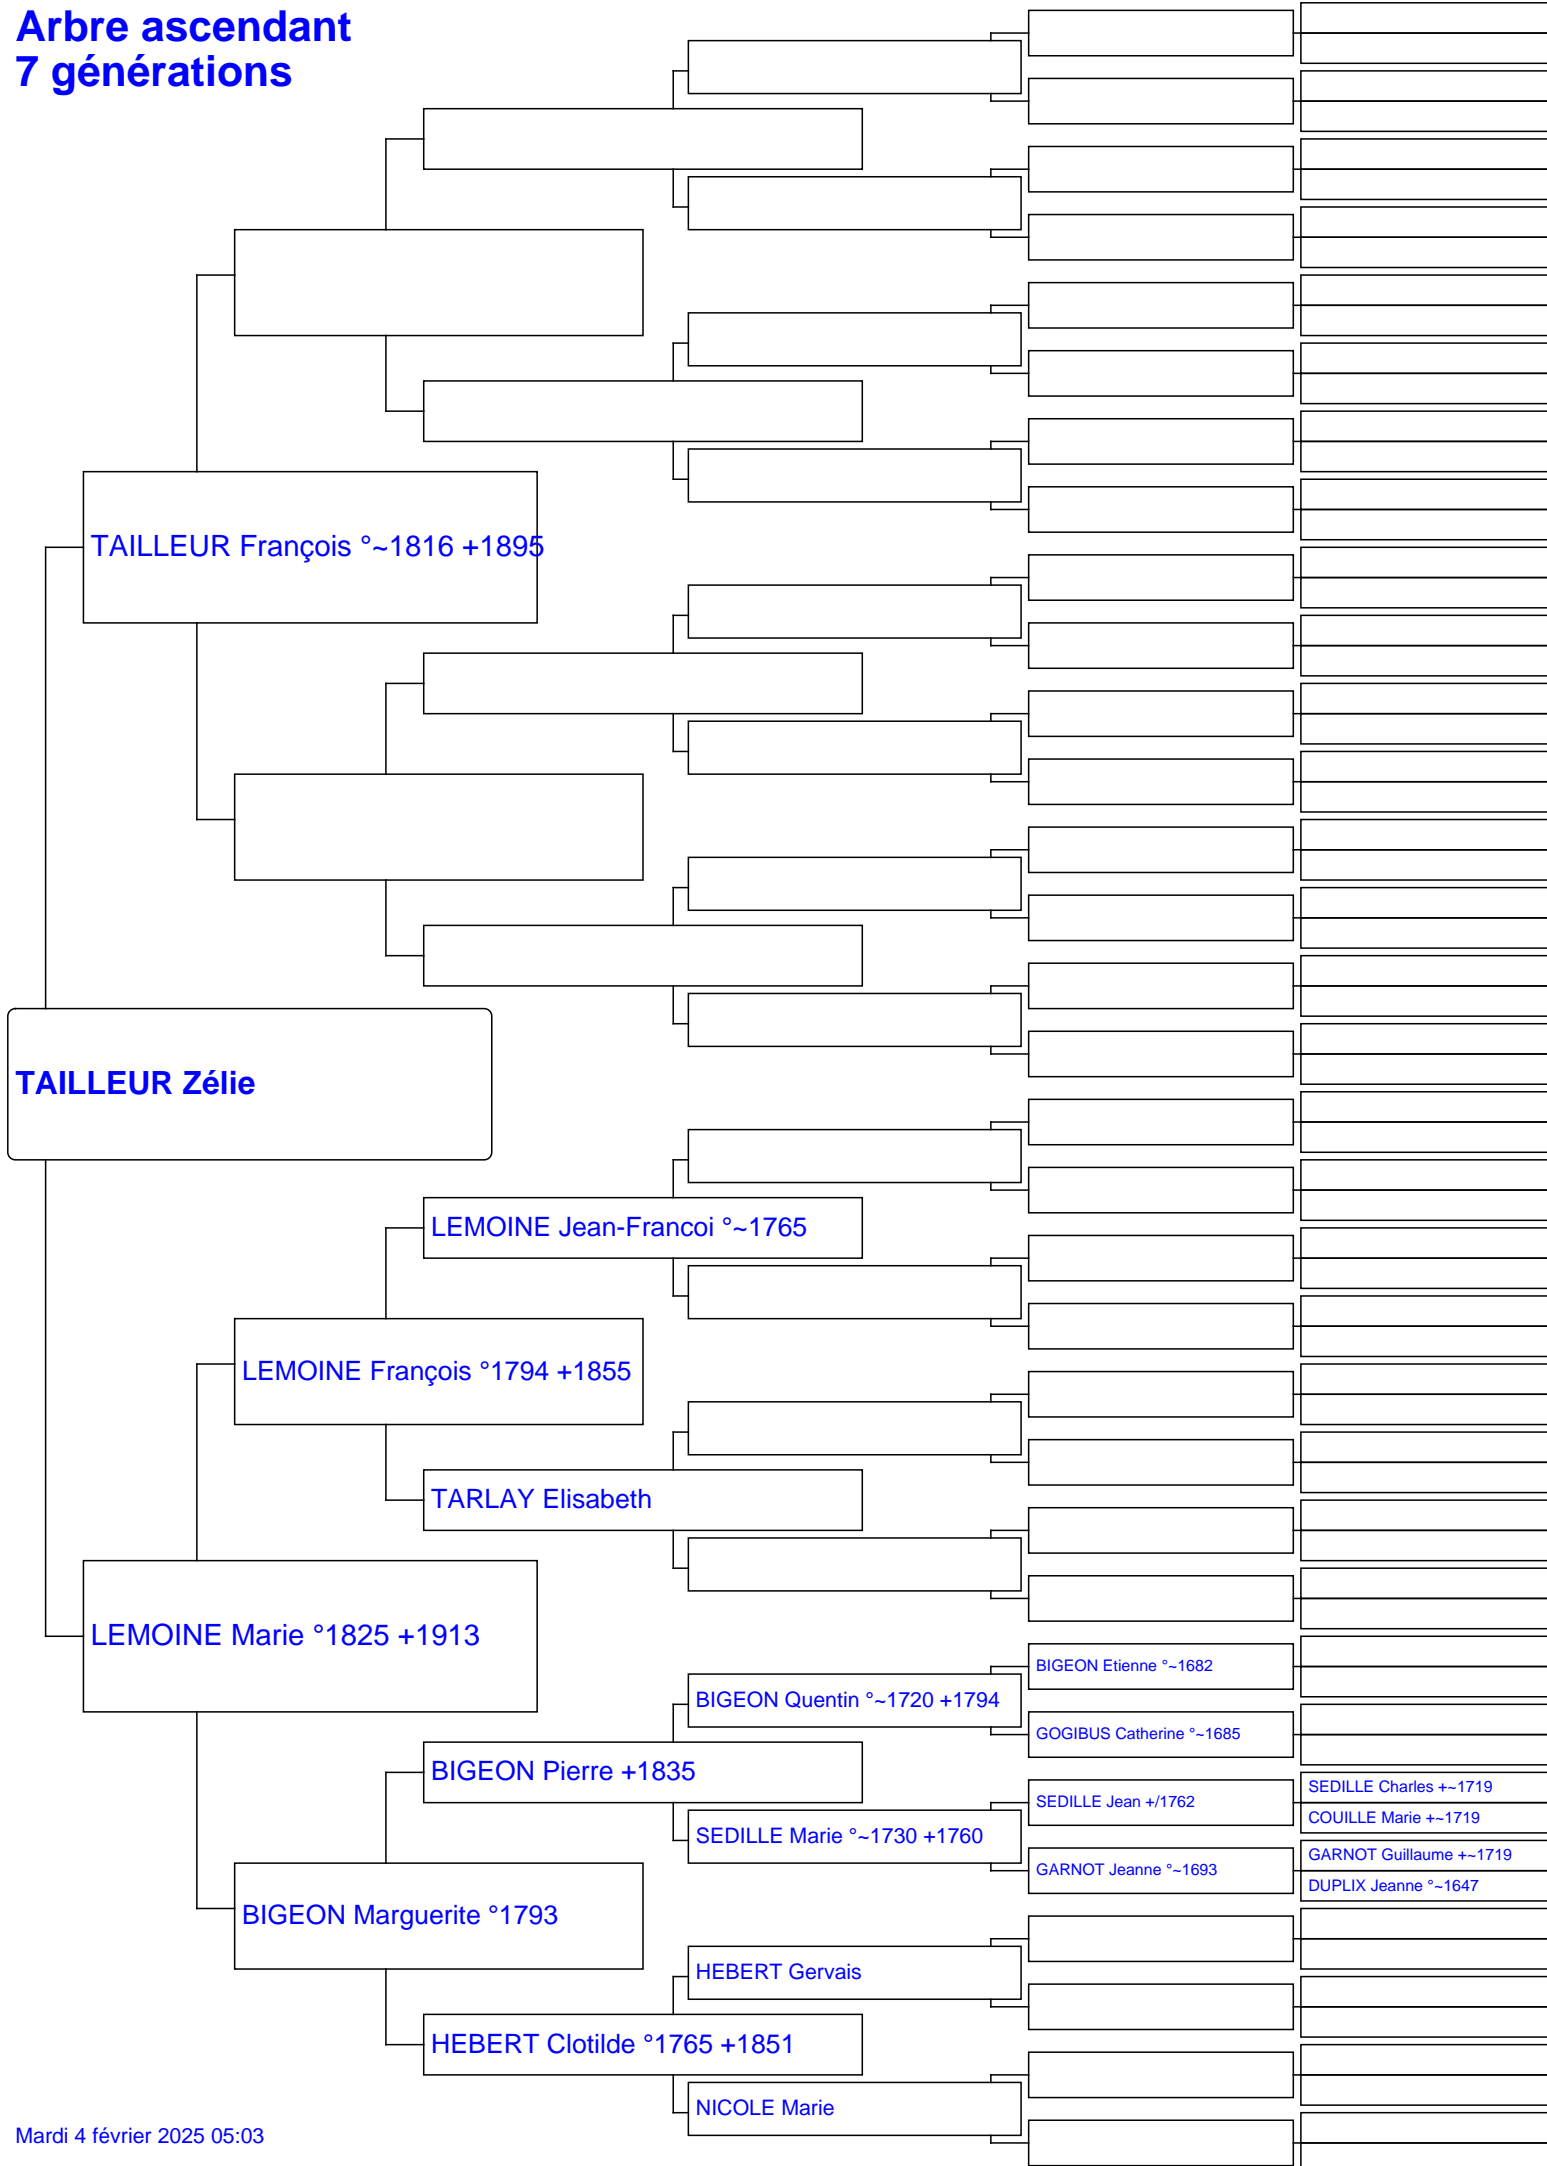 Arbre ascendant
7 générations
TAILLEUR François °~1816 +1895
TAILLEUR Zélie
LEMOINE Jean-Francoi °~1765
LEMOINE François °1794 +1855
TARLAY Elisabeth
LEMOINE Marie °1825 +1913
BIGEON Etienne °~1682
BIGEON Quentin °~1720 +1794
GOGIBUS Catherine °~1685
BIGEON Pierre +1835
SEDILLE Charles +~1719
SEDILLE Jean +/1762
COUILLE Marie +~1719
SEDILLE Marie °~1730 +1760
GARNOT Guillaume +~1719
GARNOT Jeanne °~1693
DUPLIX Jeanne °~1647
BIGEON Marguerite °1793
HEBERT Gervais
HEBERT Clotilde °1765 +1851
NICOLE Marie
Mardi 4 février 2025 05:03